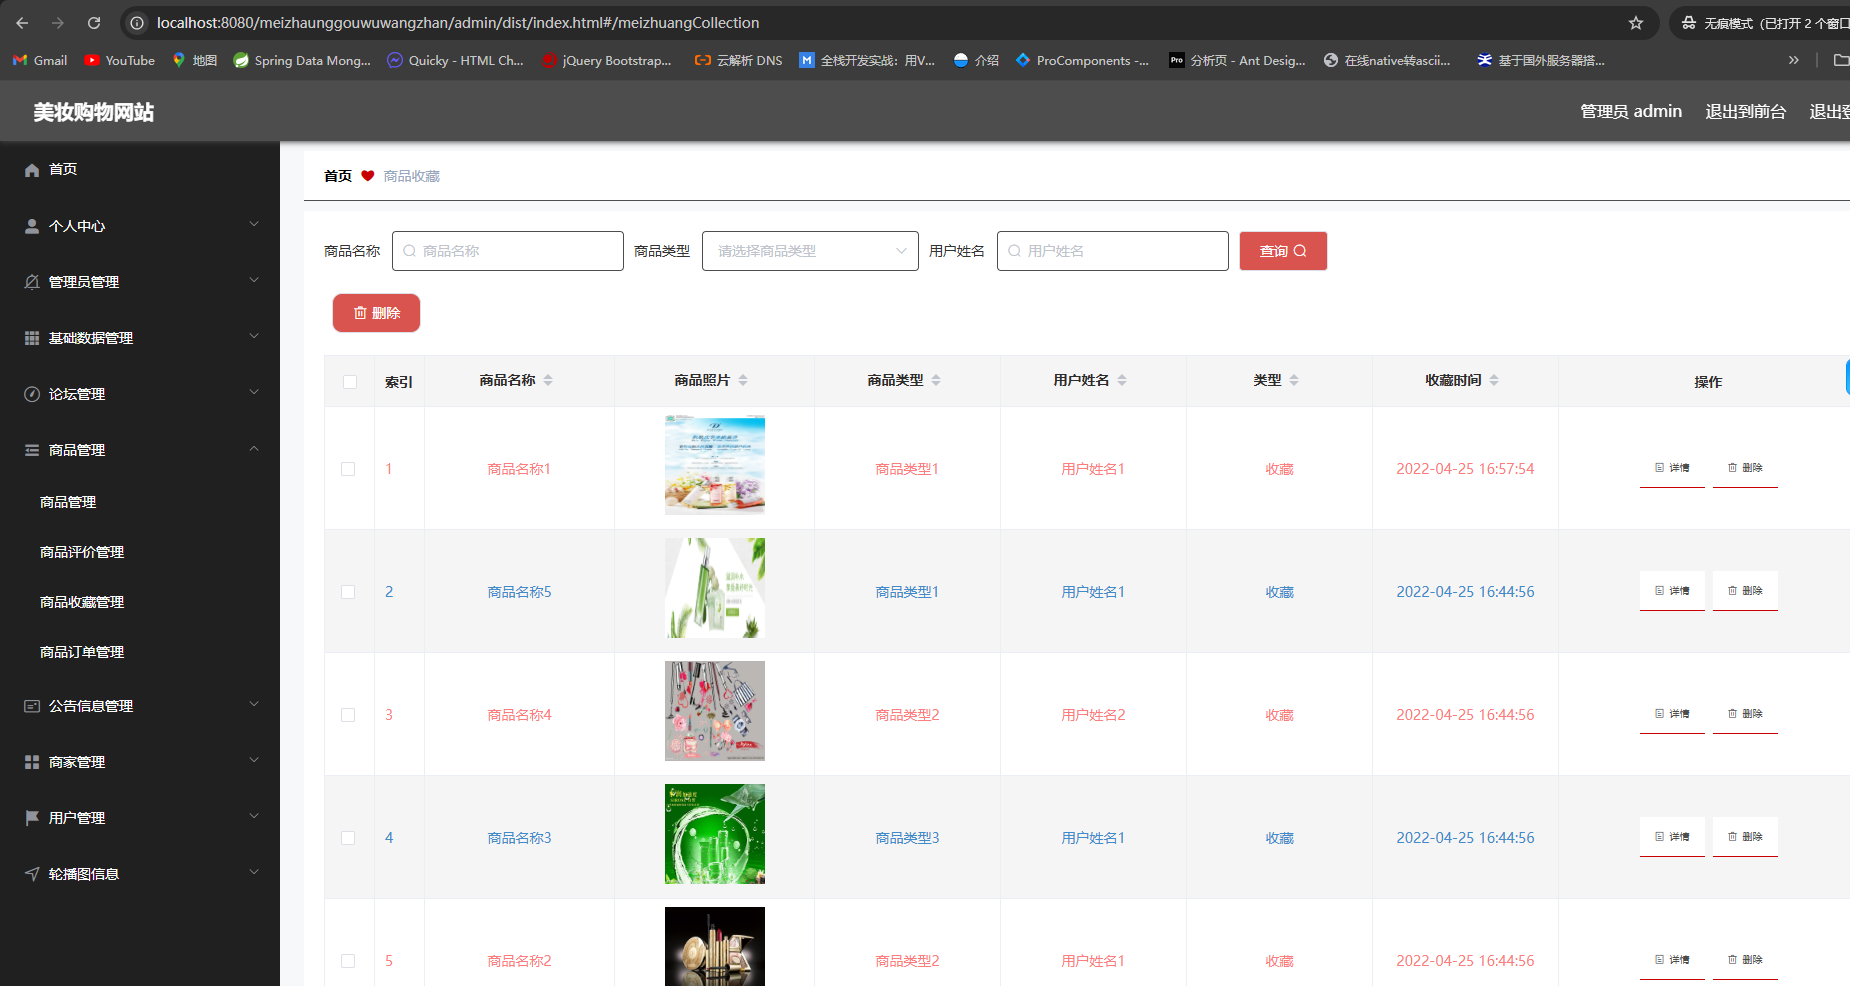 localhost:8080/meizhaunggouwuwangzhan/admin/dist/index.html#/meizhuangCollection
无痕模式（已打开 2 个窗口
Gmail YouTube 地图 Spring Data Mong... Quicky - HTML Ch... jQuery Bootstrap... 云解析 DNS 全栈开发实战：用V... 介绍 ProComponents -... 分析页 - Ant Desig... 在线native转ascii... 基于国外服务器搭...
美妆购物网站
管理员 admin 退出到前台 退出登
首页
个人中心
管理员管理
基础数据管理
论坛管理
商品管理
商品管理
商品评价管理
商品收藏管理
商品订单管理
公告信息管理
商家管理
用户管理
轮播图信息
首页 商品收藏
商品名称 商品名称 商品类型 请选择商品类型 用户姓名 用户姓名 查询
删除
索引 商品名称 商品照片 商品类型 用户姓名 类型 收藏时间 操作
1 商品名称1 商品类型1 用户姓名1 收藏 2022-04-25 16:57:54 详情 删除
2 商品名称5 商品类型1 用户姓名1 收藏 2022-04-25 16:44:56 详情 删除
3 商品名称4 商品类型2 用户姓名2 收藏 2022-04-25 16:44:56 详情 删除
4 商品名称3 商品类型3 用户姓名1 收藏 2022-04-25 16:44:56 详情 删除
5 商品名称2 商品类型2 用户姓名1 收藏 2022-04-25 16:44:56 详情 删除